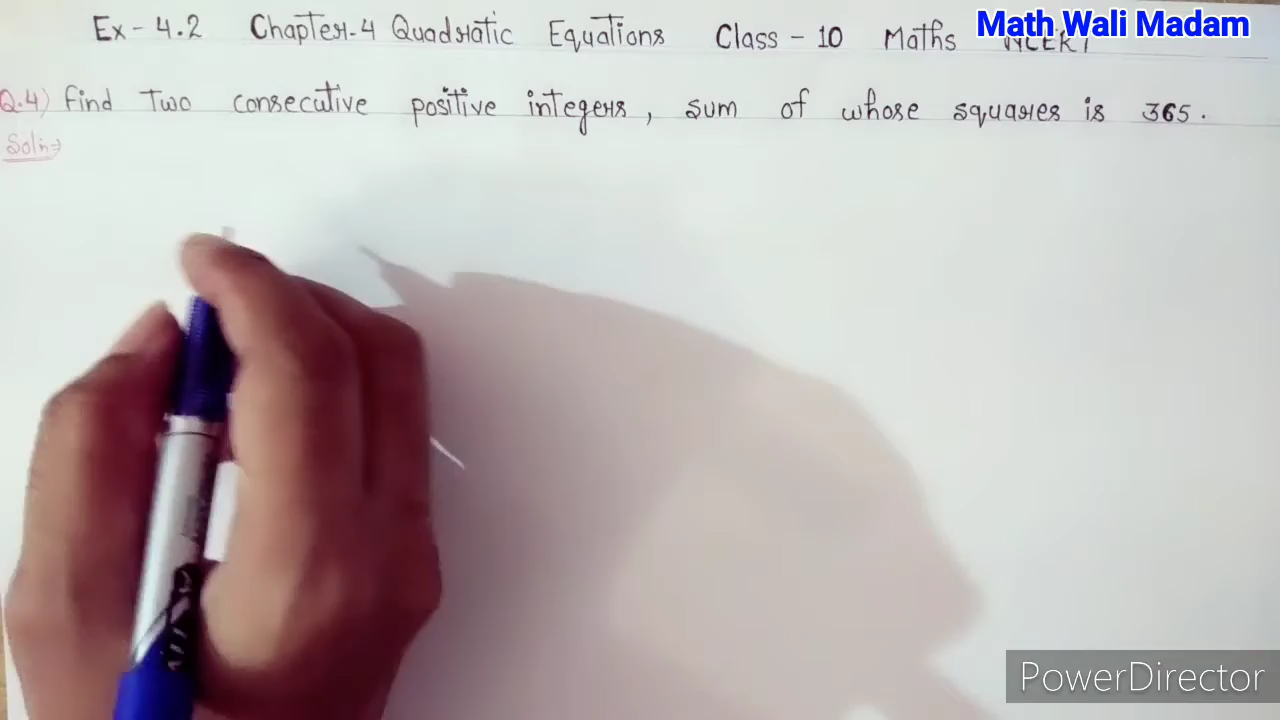 Ex - 4.2 Chapter-4 Quadratic Equations Class - 10 Maths NCERT
Math Wali Madam
Q.4) Find Two consecutive positive integers, sum of whose squares is 365.
Soln⇒
PowerDirector